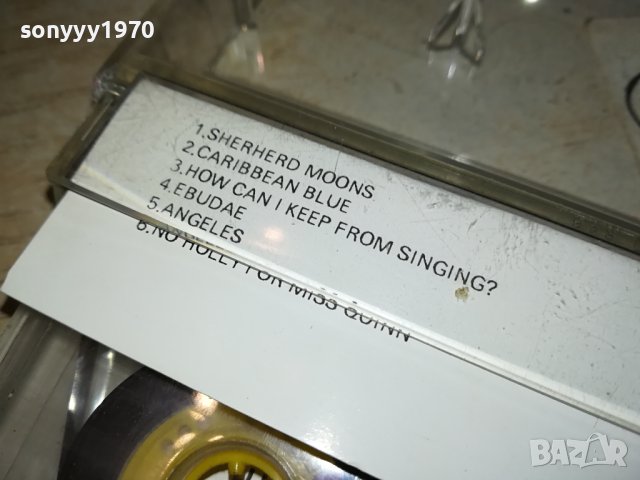 sonyyy1970
1.SHERHERD MOONS
2.CARIBBEAN BLUE
3.HOW CAN I KEEP FROM SINGING?
4.EBUDAE
5.ANGELES
6.NO HOLLY FOR MISS QUINN
BAZAR